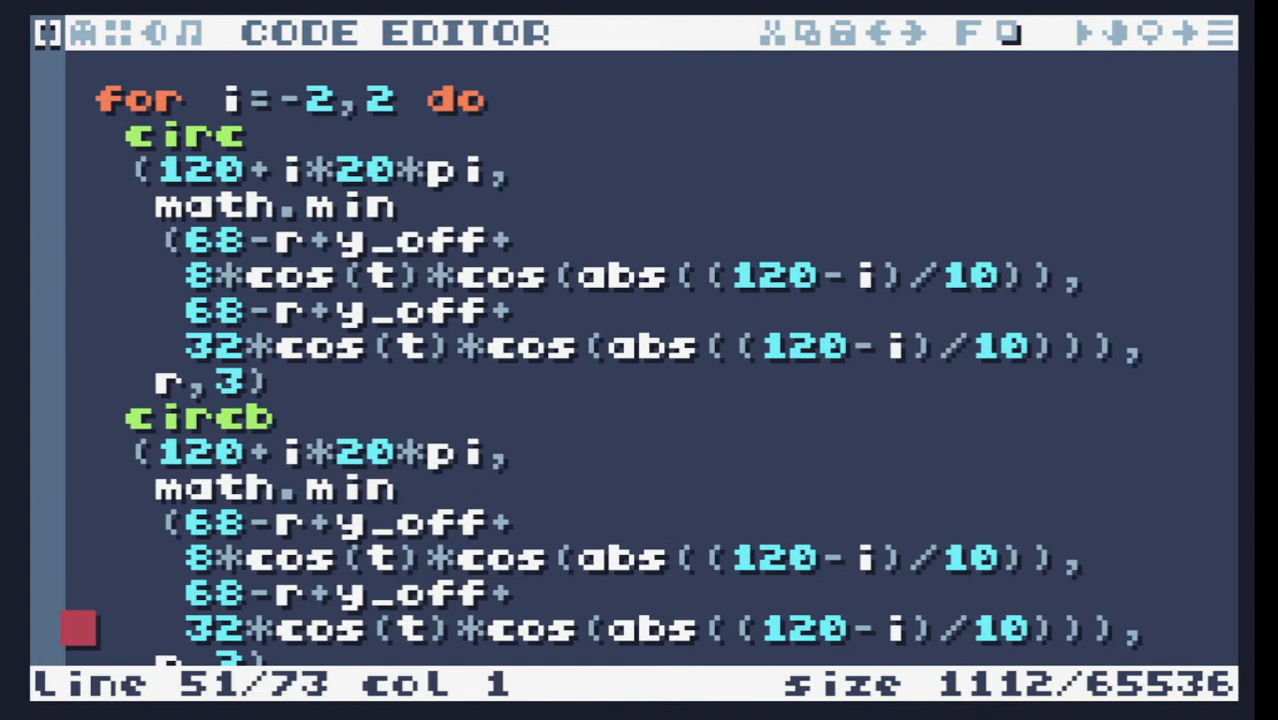 CODE EDITOR F
for i=-2,2 do
circ
(120+i*20*pi,
math.min
(68-r+y_off+
8*cos(t)*cos(abs((120-i)/10)),
68-r+y_off+
32*cos(t)*cos(abs((120-i)/10))),
r,3)
circb
(120+i*20*pi,
math.min
(68-r+y_off+
8*cos(t)*cos(abs((120-i)/10)),
68-r+y_off+
32*cos(t)*cos(abs((120-i)/10))),
line 51/73 col 1
size 1112/65536